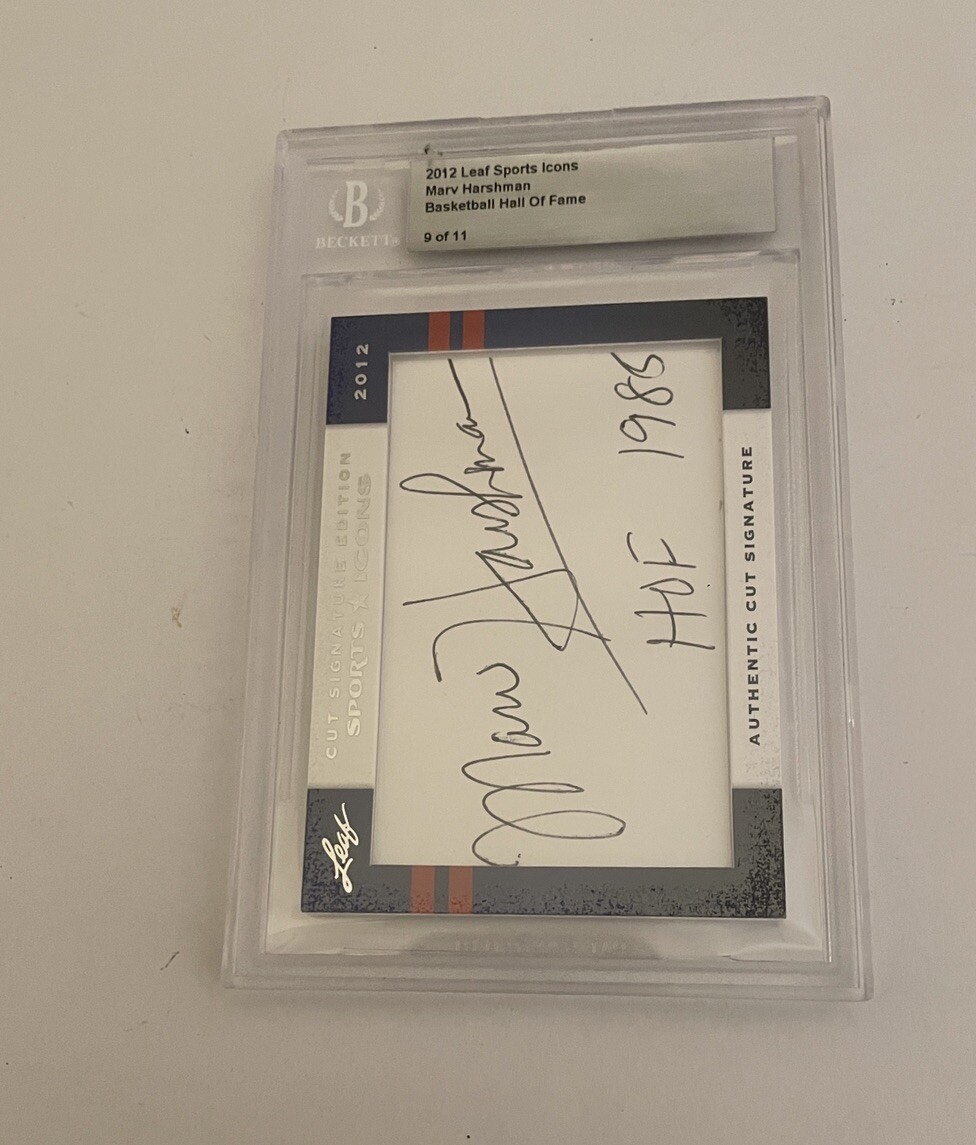 2012 Leaf Sports Icons
Marv Harshman
Basketball Hall Of Fame
9 of 11
B
BECKETT
2012
CUT SIGNATURE EDITION
SPORTS ★ ICONS
Leaf
Marv Harshman
HOF 1985
AUTHENTIC CUT SIGNATURE